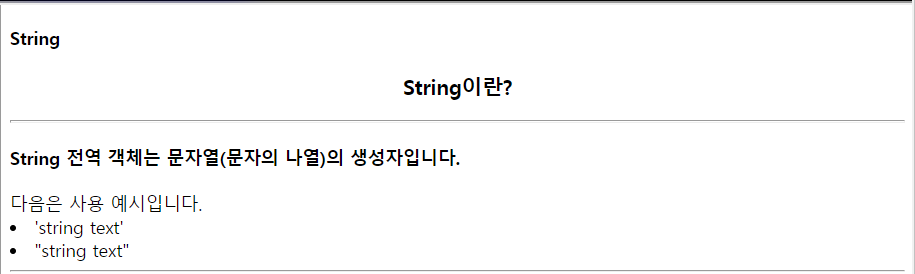 String
String이란?
String 전역 객체는 문자열(문자의 나열)의 생성자입니다.
다음은 사용 예시입니다.
'string text'
"string text"